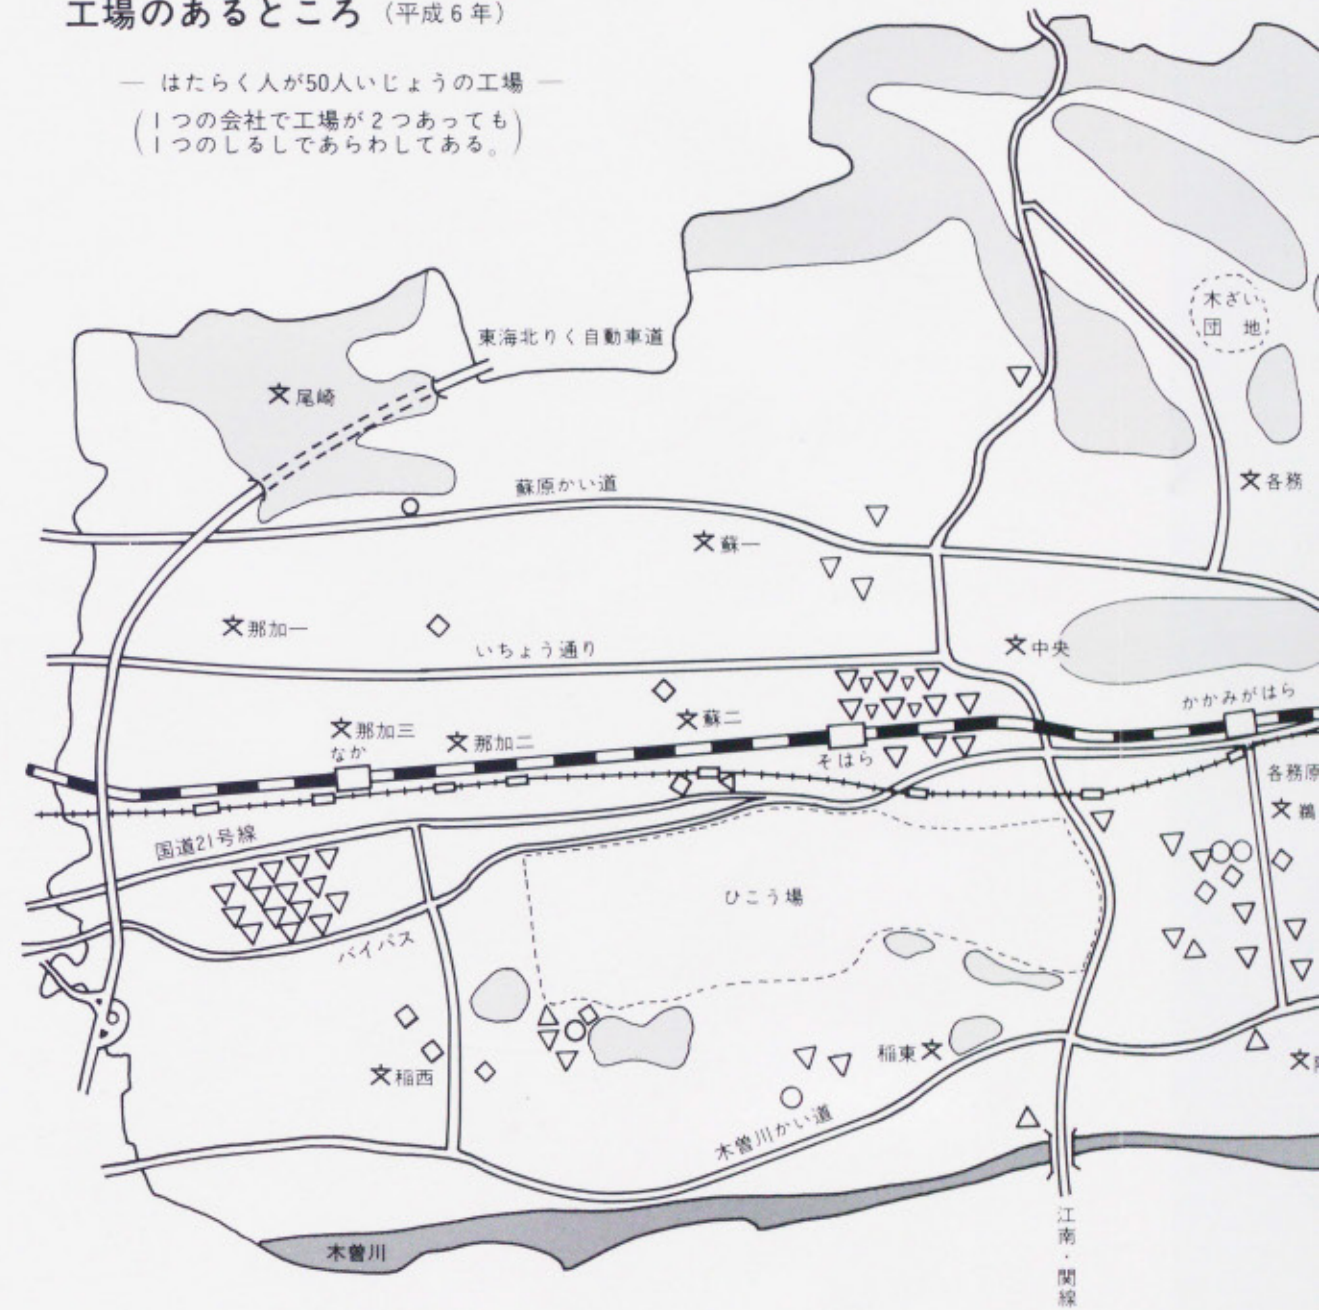 工場のあるところ（平成6年）
― はたらく人が50人いじょうの工場 ―
（1つの会社で工場が2つあっても
1つのしるしであらわしてある。）
木ざい
団地
東海北りく自動車道
尾崎
蘇原かい道
各務
蘇一
那加一
いちょう通り
中央
かかみがはら
那加三
なか
那加二
蘇二
そはら
各務原
鵜
国道21号線
ひこう場
バイパス
稲西
稲東
木曽川かい道
木曽川
江南・関線